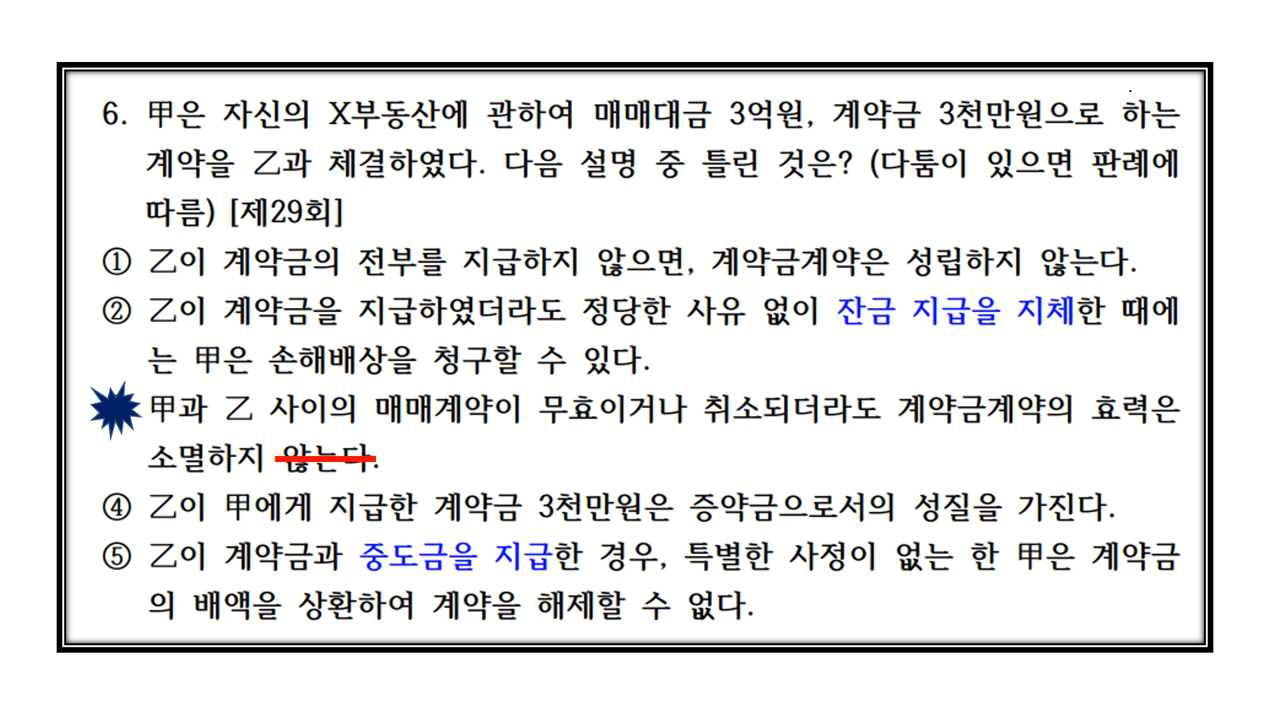 6. 甲은 자신의 X부동산에 관하여 매매대금 3억원, 계약금 3천만원으로 하는
계약을 乙과 체결하였다. 다음 설명 중 틀린 것은? (다툼이 있으면 판례에
따름) [제29회]
① 乙이 계약금의 전부를 지급하지 않으면, 계약금계약은 성립하지 않는다.
② 乙이 계약금을 지급하였더라도 정당한 사유 없이 잔금 지급을 지체한 때에
는 甲은 손해배상을 청구할 수 있다.
甲과 乙 사이의 매매계약이 무효이거나 취소되더라도 계약금계약의 효력은
소멸하지 않는다.
④ 乙이 甲에게 지급한 계약금 3천만원은 증약금으로서의 성질을 가진다.
⑤ 乙이 계약금과 중도금을 지급한 경우, 특별한 사정이 없는 한 甲은 계약금
의 배액을 상환하여 계약을 해제할 수 없다.